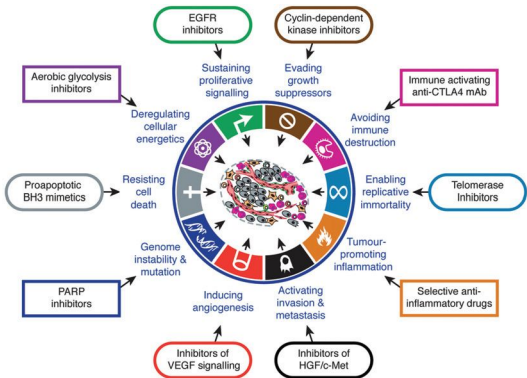 EGFR
inhibitors
Cyclin-dependent
kinase inhibitors
Sustaining
proliferative
signalling
Evading
growth
suppressors
Aerobic glycolysis
inhibitors
Immune activating
anti-CTLA4 mAb
Deregulating
cellular
energetics
Avoiding
immune
destruction
Proapoptotic
BH3 mimetics
Resisting
cell
death
Enabling
replicative
immortality
Telomerase
Inhibitors
Genome
instability &
mutation
Tumour-
promoting
inflammation
PARP
inhibitors
Inducing
angiogenesis
Activating
invasion &
metastasis
Selective anti-
inflammatory drugs
Inhibitors of
VEGF signalling
Inhibitors of
HGF/c-Met